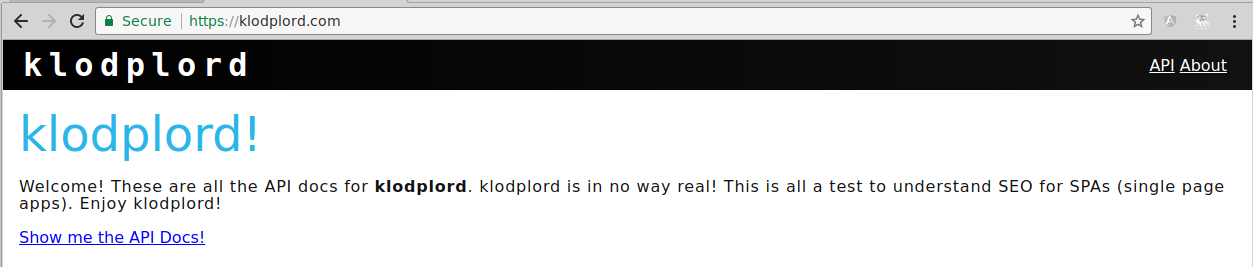 Secure https://klodplord.com
klodplord API About
klodplord!
Welcome! These are all the API docs for klodplord. klodplord is in no way real! This is all a test to understand SEO for SPAs (single page
apps). Enjoy klodplord!
Show me the API Docs!